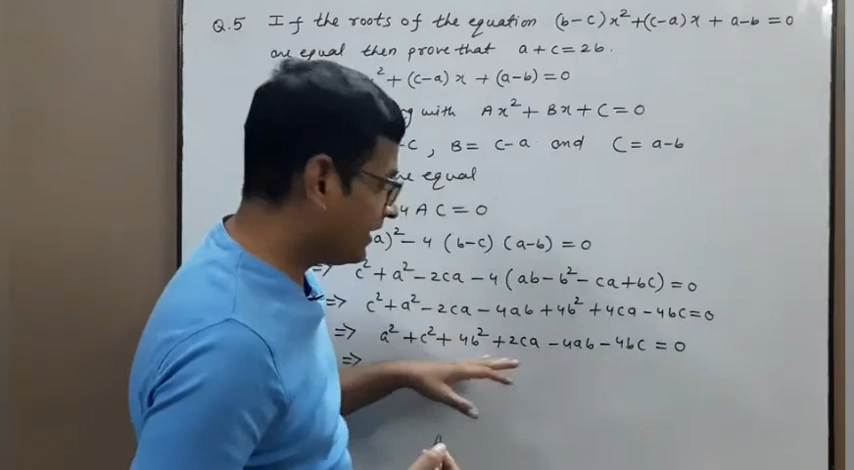 Q.5 If the roots of the equation (b-c)x²+(c-a)x + a-b = 0
are equal then prove that a+c=2b.
x²+(c-a)x+(a-b)=0
with Ax²+Bx+C=0
-c, B= c-a and C= a-b
equal
4AC=0
a)²-4(b-c)(a-b)=0
=> c²+a²-2ca-4(ab-b²-ca+bc)=0
=> c²+a²-2ca-4ab+4b²+4ca-4bc=0
=> a²+c²+4b²+2ca-4ab-4bc=0
=>